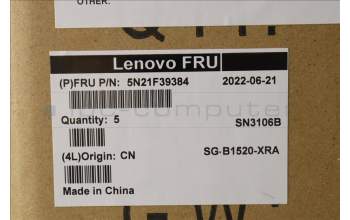 OTHER:
Lenovo FRU
(P)FRU P/N: 5N21F39384 2022-06-21
Quantity: 5 SN3106B
(4L)Origin: CN SG-B1520-XRA
Made in China